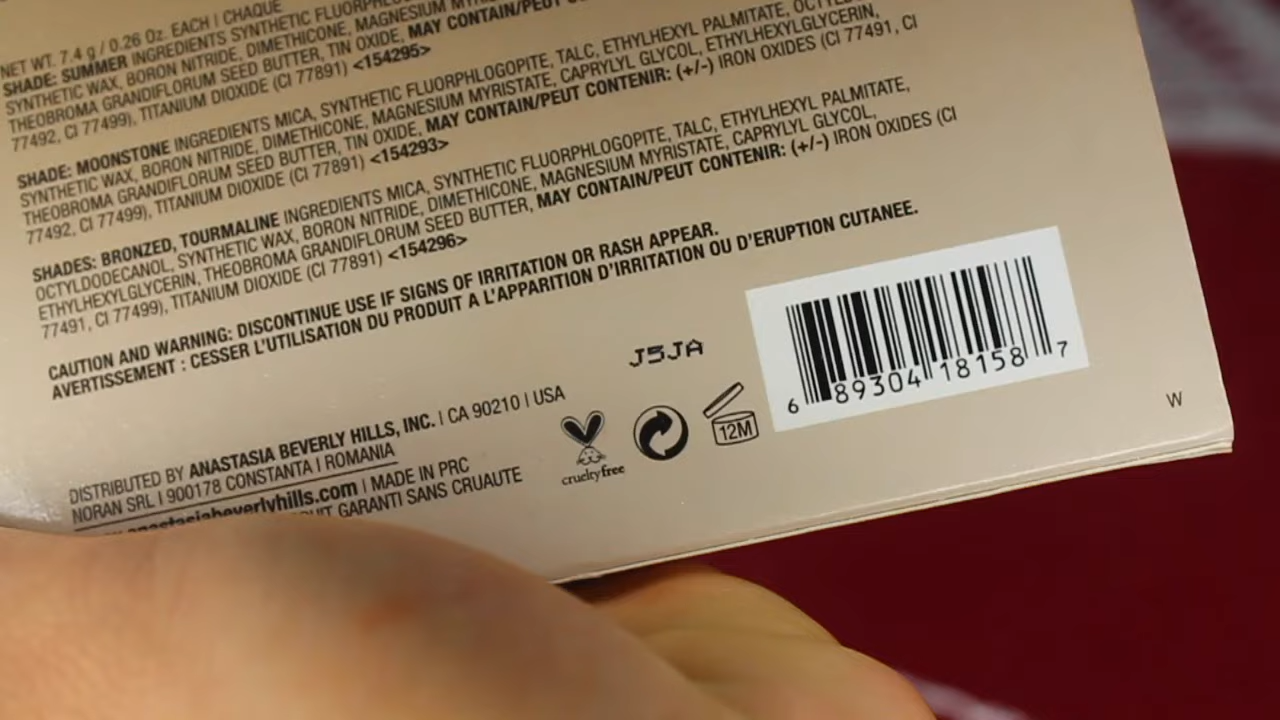 NET WT. 7.4 g / 0.26 Oz. EACH | CHAQUE
SHADE: SUMMER INGREDIENTS SYNTHETIC
SYNTHETIC WAX, BORON NITRIDE, DIMETHICONE, MAGNESIUM
THEOBROMA GRANDIFLORUM SEED BUTTER, TIN OXIDE, MAY CONTAIN/PEUT
77492, CI 77499), TITANIUM DIOXIDE (CI 77891) <154295>
SHADE: MOONSTONE INGREDIENTS MICA, SYNTHETIC FLUORPHLOGOPITE, TALC, ETHYLHEXYL PALMITATE,
SYNTHETIC WAX, BORON NITRIDE, DIMETHICONE, MAGNESIUM MYRISTATE, CAPRYLYL GLYCOL, ETHYLHEXYLGLYCERIN,
THEOBROMA GRANDIFLORUM SEED BUTTER, TIN OXIDE, MAY CONTAIN/PEUT CONTENIR: (+/-) IRON OXIDES (CI 77491, CI
77492, CI 77499), TITANIUM DIOXIDE (CI 77891) <154293>
SHADES: BRONZED, TOURMALINE INGREDIENTS MICA, SYNTHETIC FLUORPHLOGOPITE, TALC, ETHYLHEXYL PALMITATE,
OCTYLDODECANOL, SYNTHETIC WAX, BORON NITRIDE, DIMETHICONE, MAGNESIUM MYRISTATE, CAPRYLYL GLYCOL,
ETHYLHEXYLGLYCERIN, THEOBROMA GRANDIFLORUM SEED BUTTER, MAY CONTAIN/PEUT CONTENIR: (+/-) IRON OXIDES (CI
77491, CI 77499), TITANIUM DIOXIDE (CI 77891) <154296>
CAUTION AND WARNING: DISCONTINUE USE IF SIGNS OF IRRITATION OR RASH APPEAR.
AVERTISSEMENT : CESSER L'UTILISATION DU PRODUIT A L'APPARITION D'IRRITATION OU D'ERUPTION CUTANEE.
J5JA
6 89304 18158 7
DISTRIBUTED BY ANASTASIA BEVERLY HILLS, INC. | CA 90210 | USA
NORAN SRL | 900178 CONSTANTA | ROMANIA
anastasiabeverlyhills.com | MADE IN PRC
GARANTI SANS CRUAUTE
crueltyfree
12M
W